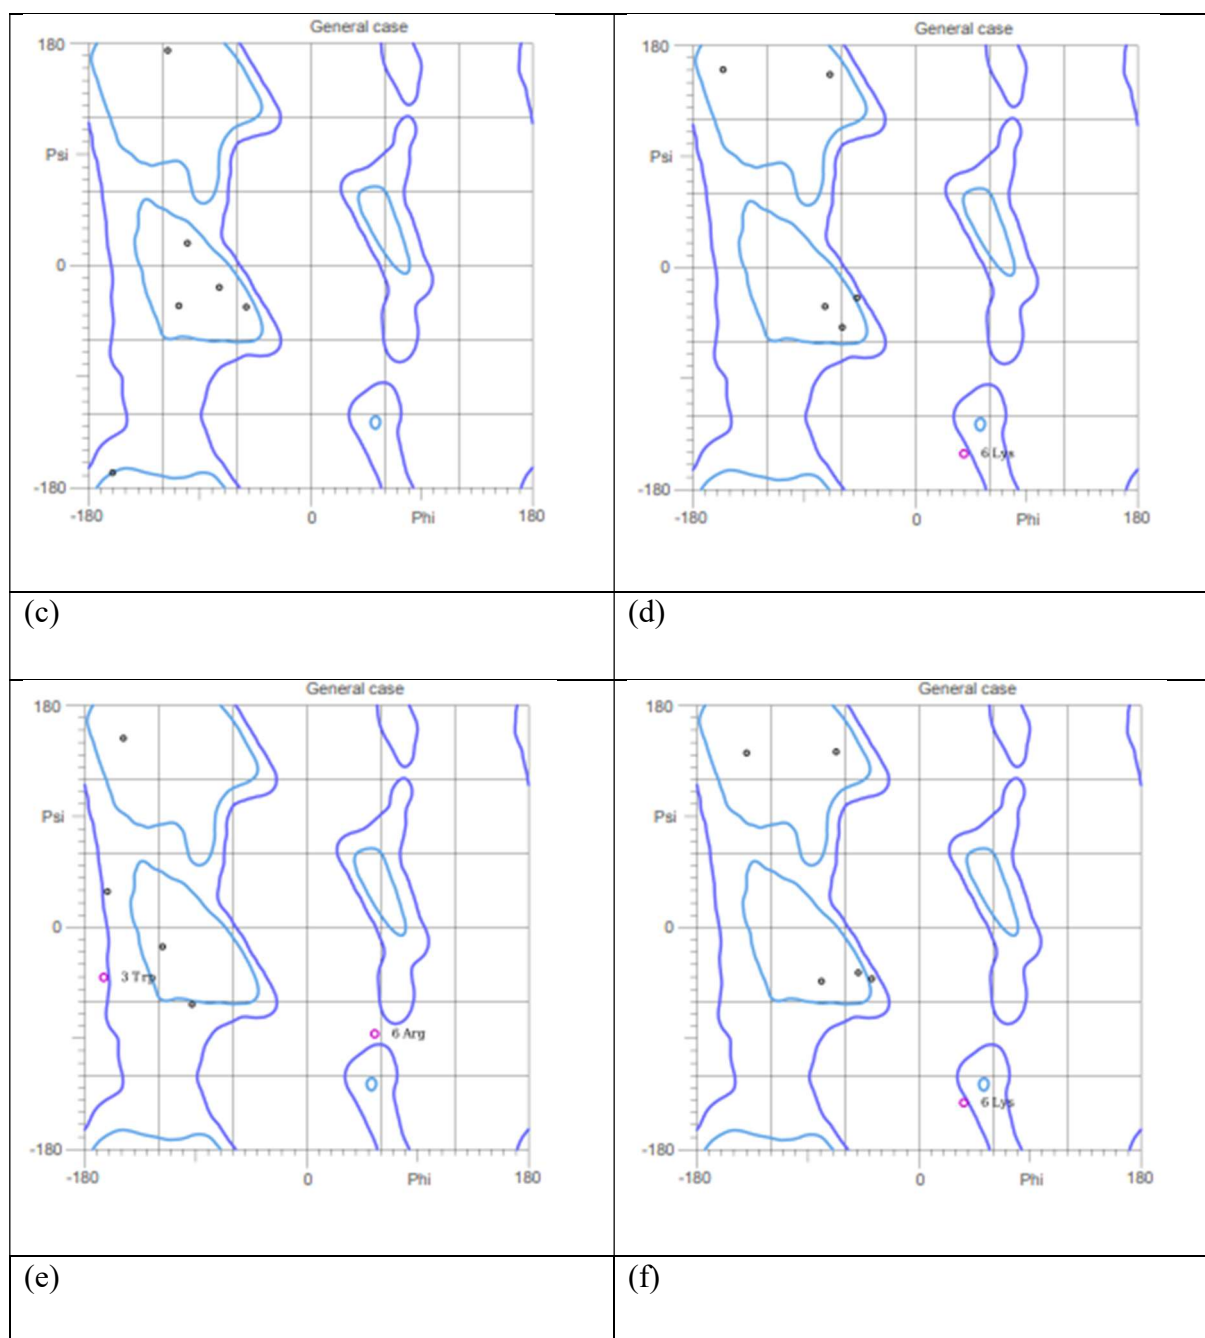 General case
180
Psi
0
-180
-180
0
Phi
180
General case
180
Psi
0
6 Lys
-180
-180
0
Phi
180
(c)
(d)
General case
180
Psi
0
3 Trp
6 Arg
-180
-180
0
Phi
180
General case
180
Psi
0
6 Lys
-180
-180
0
Phi
180
(e)
(f)